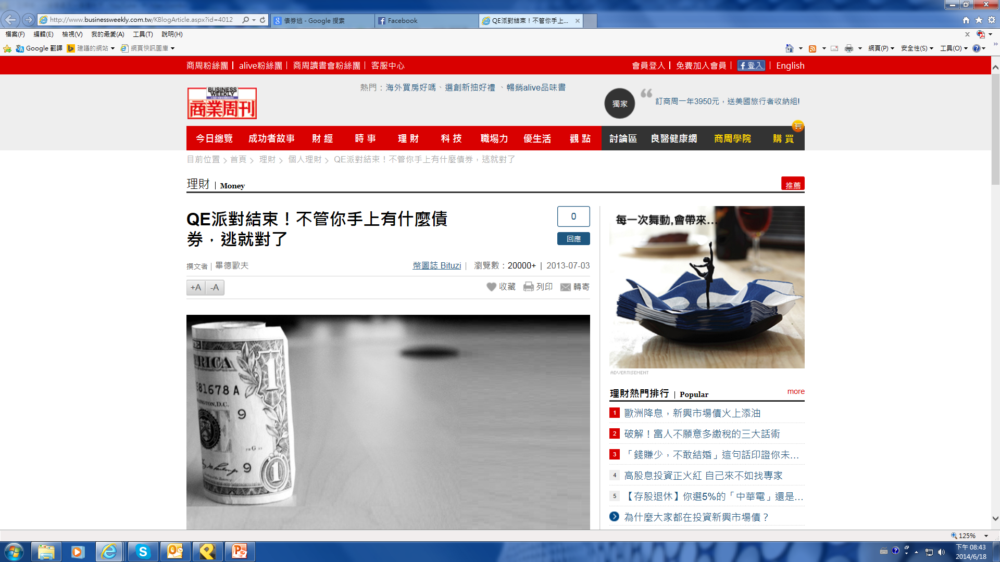 http://www.businessweekly.com.tw/KBlogArticle.aspx?id=4012
債券逃 - Google 搜索
Facebook
QE派對結束！不管你手上...
檔案(F) 編輯(E) 檢視(V) 我的最愛(A) 工具(T) 說明(H)
Google 翻譯 建議的網站 網頁快訊圖庫
網頁(P) 安全性(S) 工具(O)
商周粉絲團 | alive粉絲團 | 商周讀書會粉絲團 | 客服中心
會員登入 | 免費加入會員 | f 登入 | English
BUSINESS WEEKLY
商業周刊
熱門：海外買房好嗎、選創新抽好禮 、暢銷alive品味書
獨家
訂商周一年3950元，送美國旅行者收納組!
今日總覽 成功者故事 財 經 時 事 理 財 科 技 職場力 優生活 觀 點 討論區 良醫健康網 商周學院 購 買
目前位置 > 首頁 > 理財 > 個人理財 > QE派對結束！不管你手上有什麼債券，逃就對了
理財 | Money
推薦
QE派對結束！不管你手上有什麼債
券，逃就對了
0
回應
撰文者 | 畢德歐夫
幣圖誌 Bituzi | 瀏覽數：20000+ | 2013-07-03
+A -A
收藏 列印 轉寄
ERICA
1
681678 A
INGTON,D.C.
9
G
9
1
每一次舞動,會帶來...
ADVERTISEMENT
理財熱門排行 | Popular
more
1 歐洲降息，新興市場債火上添油
2 破解！富人不願意多繳稅的三大話術
3 「錢賺少，不敢結婚」這句話印證你未...
4 高股息投資正火紅 自己來不如找專家
5 【存股退休】你選5%的「中華電」還是...
為什麼大家都在投資新興市場債？
125%
下午 08:43
2014/6/18